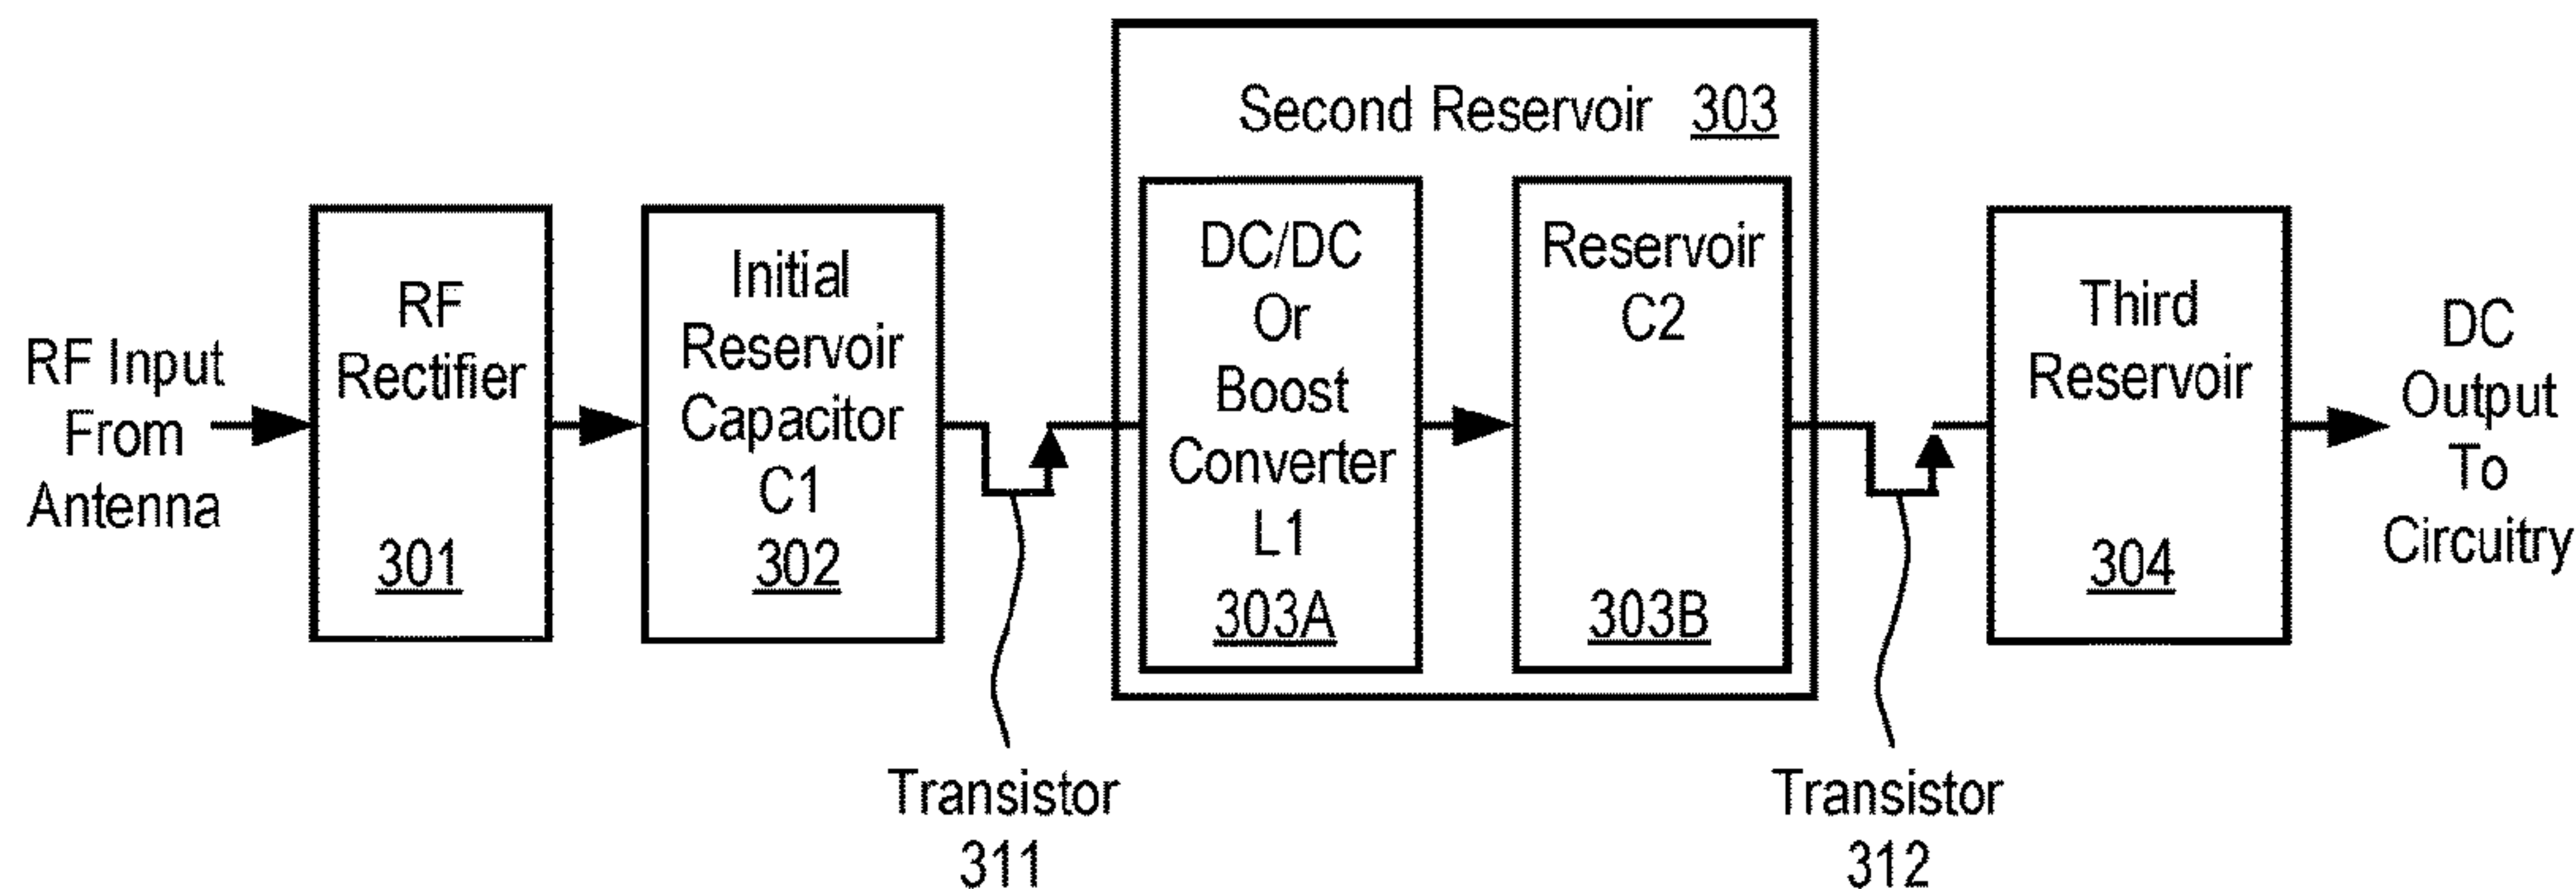 RF Input
From
Antenna
RF
Rectifier
301
Initial
Reservoir
Capacitor
C1
302
Transistor
311
Second Reservoir 303
DC/DC
Or
Boost
Converter
L1
303A
Reservoir
C2
303B
Transistor
312
Third
Reservoir
304
DC
Output
To
Circuitry